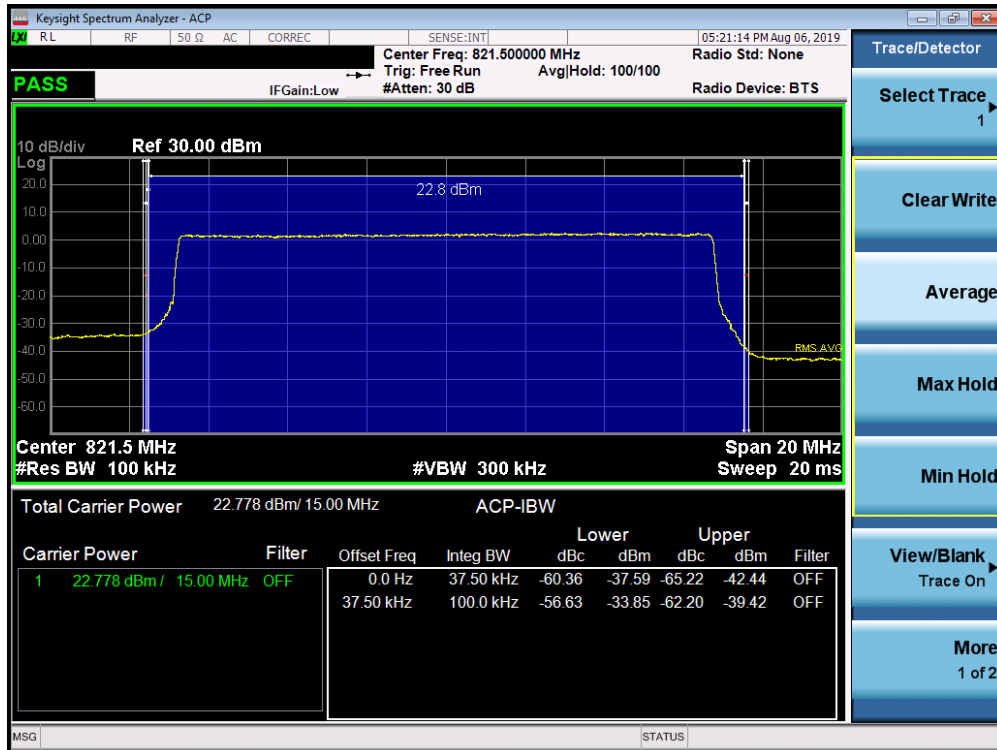 Keysight Spectrum Analyzer - ACP
LXI RL RF 50 Ω AC CORREC SENSE:INT 05:21:14 PM Aug 06, 2019
Center Freq: 821.500000 MHz Radio Std: None
Trig: Free Run Avg|Hold: 100/100
PASS IFGain:Low #Atten: 30 dB Radio Device: BTS
10 dB/div Ref 30.00 dBm
Log
20.0
22.8 dBm
10.0
0.00
-10.0
-20.0
-30.0
-40.0
RMS AVG
-50.0
-60.0
Center 821.5 MHz Span 20 MHz
#Res BW 100 kHz #VBW 300 kHz Sweep 20 ms
Total Carrier Power 22.778 dBm/ 15.00 MHz ACP-IBW
Lower Upper
Carrier Power Filter Offset Freq Integ BW dBc dBm dBc dBm Filter
1 22.778 dBm / 15.00 MHz OFF 0.0 Hz 37.50 kHz -60.36 -37.59 -65.22 -42.44 OFF
37.50 kHz 100.0 kHz -56.63 -33.85 -62.20 -39.42 OFF
MSG STATUS
Trace/Detector
Select Trace
1
Clear Write
Average
Max Hold
Min Hold
View/Blank
Trace On
More
1 of 2